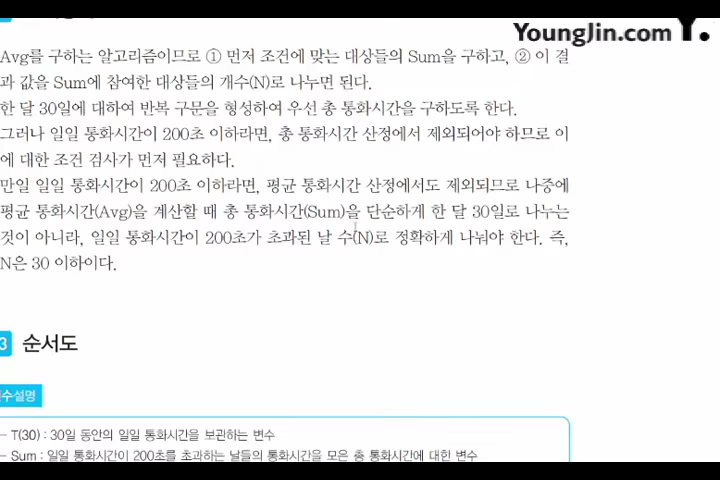 YoungJin.com Y.
Avg를 구하는 알고리즘이므로 ① 먼저 조건에 맞는 대상들의 Sum을 구하고, ② 이 결
과 값을 Sum에 참여한 대상들의 개수(N)로 나누면 된다.
한 달 30일에 대하여 반복 구문을 형성하여 우선 총 통화시간을 구하도록 한다.
그러나 일일 통화시간이 200초 이하라면, 총 통화시간 산정에서 제외되어야 하므로 이
에 대한 조건 검사가 먼저 필요하다.
만일 일일 통화시간이 200초 이하라면, 평균 통화시간 산정에서도 제외되므로 나중에
평균 통화시간(Avg)을 계산할 때 총 통화시간(Sum)을 단순하게 한 달 30일로 나누는
것이 아니라, 일일 통화시간이 200초가 초과된 날 수(N)로 정확하게 나눠야 한다. 즉,
N은 30 이하이다.
3 순서도
수설명
– T(30) : 30일 동안의 일일 통화시간을 보관하는 변수
– Sum : 일일 통화시간이 200초를 초과하는 날들의 통화시간을 모은 총 통화시간에 대한 변수